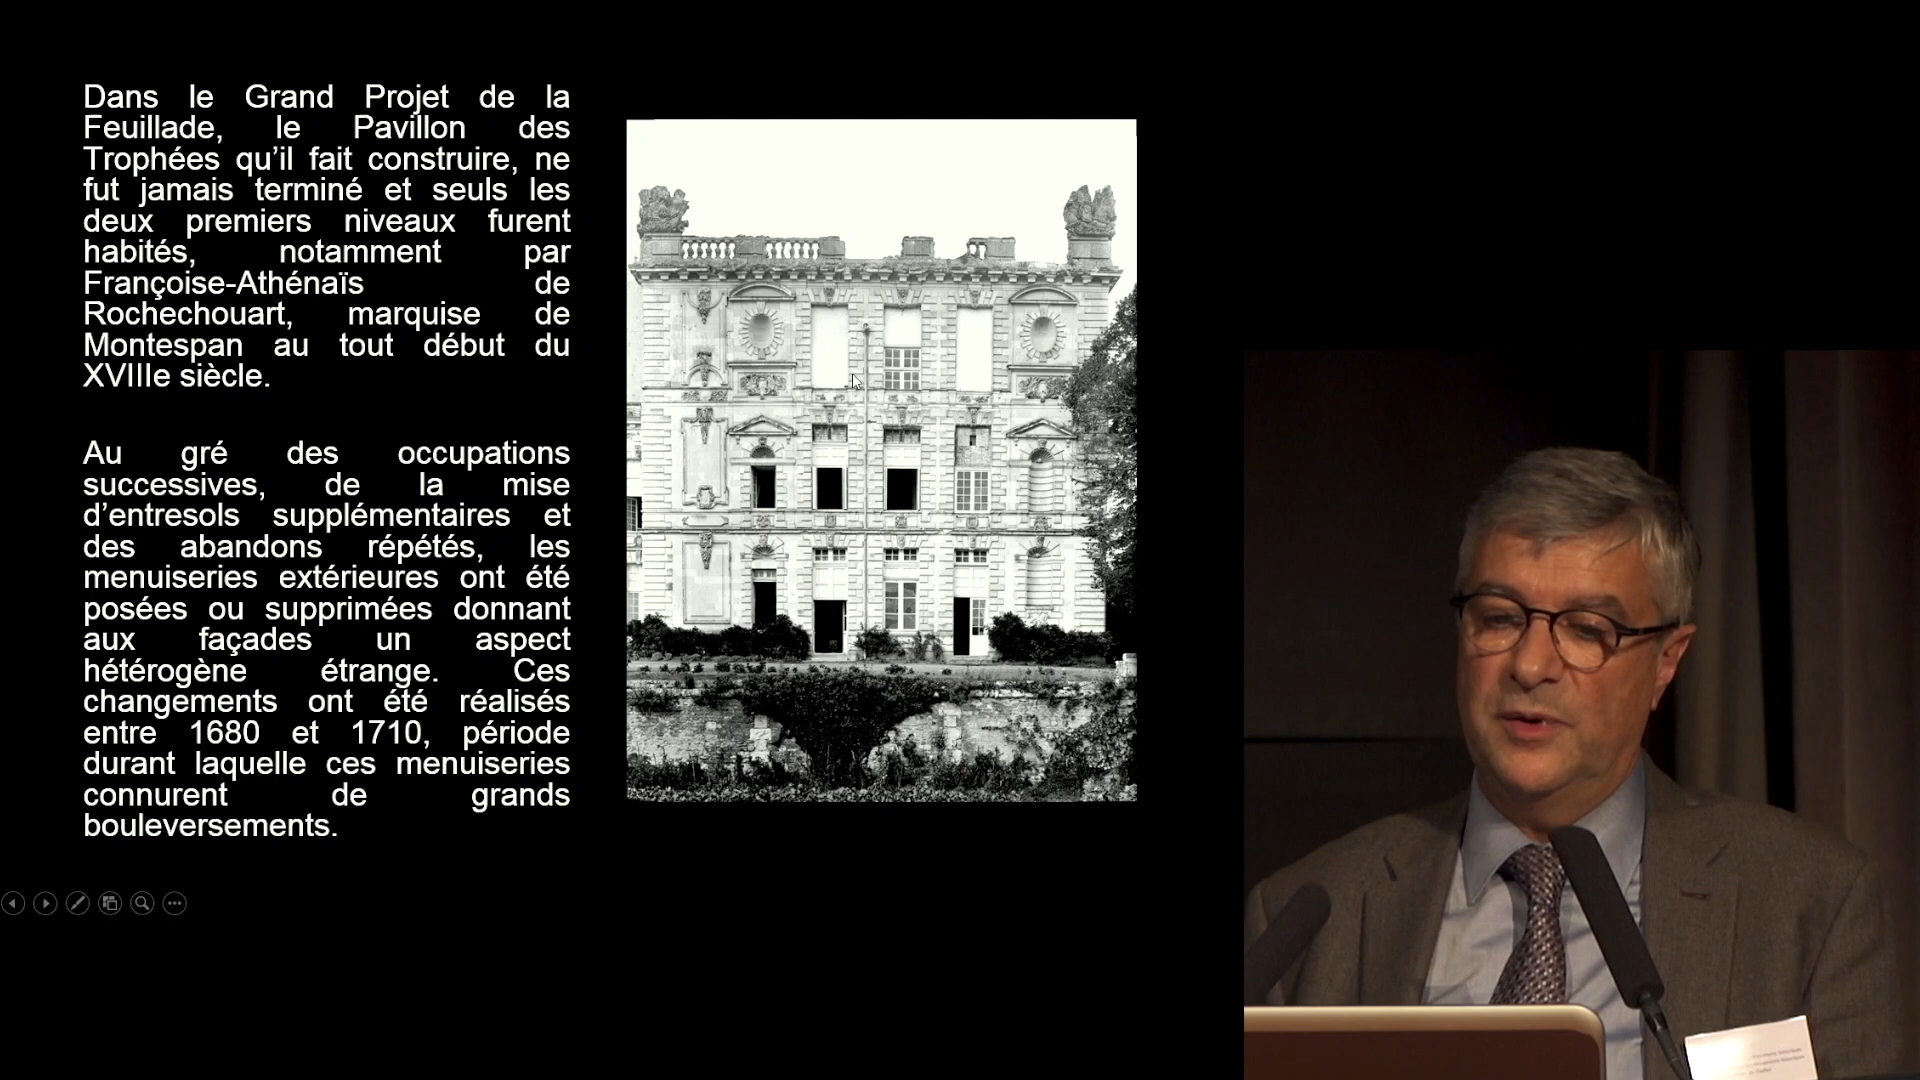 Dans le Grand Projet de la
Feuillade, le Pavillon des
Trophées qu'il fait construire, ne
fut jamais terminé et seuls les
deux premiers niveaux furent
habités, notamment par
Françoise-Athénaïs de
Rochechouart, marquise de
Montespan au tout début du
XVIIIe siècle.
Au gré des occupations
successives, de la mise
d'entresols supplémentaires et
des abandons répétés, les
menuiseries extérieures ont été
posées ou supprimées donnant
aux façades un aspect
hétérogène étrange. Ces
changements ont été réalisés
entre 1680 et 1710, période
durant laquelle ces menuiseries
connurent de grands
bouleversements.